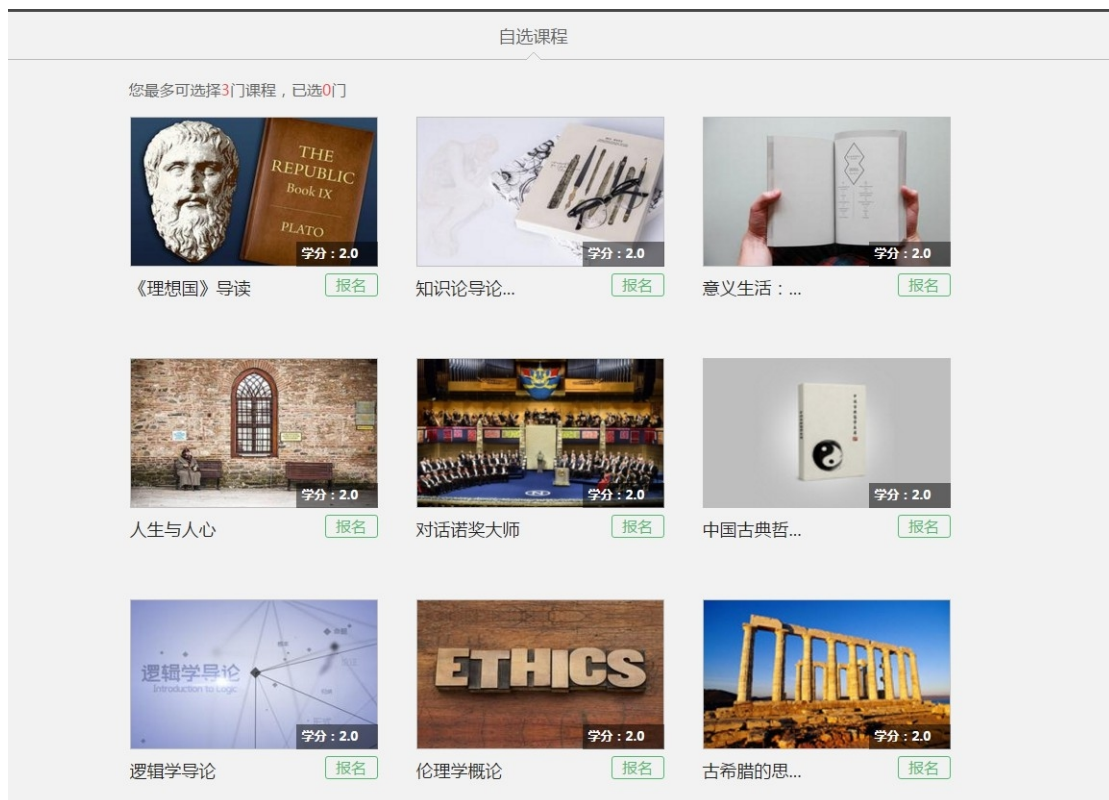 自选课程
您最多可选择3门课程，已选0门
THE
REPUBLIC
Book IX
PLATO
学分：2.0
学分：2.0
学分：2.0
《理想国》导读
报名
知识论导论...
报名
意义生活：...
报名
学分：2.0
学分：2.0
学分：2.0
人生与人心
报名
对话诺奖大师
报名
中国古典哲...
报名
逻辑学导论
Introduction to Logic
学分：2.0
ETHICS
学分：2.0
学分：2.0
逻辑学导论
报名
伦理学概论
报名
古希腊的思...
报名